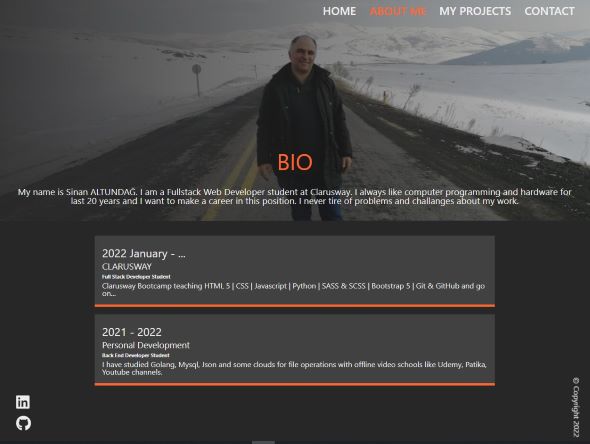 HOME ABOUT ME MY PROJECTS CONTACT
BIO
My name is Sinan ALTUNDAĞ. I am a Fullstack Web Developer student at Clarusway. I always like computer programming and hardware for
last 20 years and I want to make a career in this position. I never tire of problems and challanges about my work.
2022 January - ...
CLARUSWAY
Full Stack Developer Student
Clarusway Bootcamp teaching HTML 5 | CSS | Javascript | Python | SASS & SCSS | Bootstrap 5 | Git & GitHub and go
on...
2021 - 2022
Personal Development
Back End Developer Student
I have studied Golang, Mysql, Json and some clouds for file operations with offline video schools like Udemy, Patika,
Youtube channels.
in
© Copyright 2022